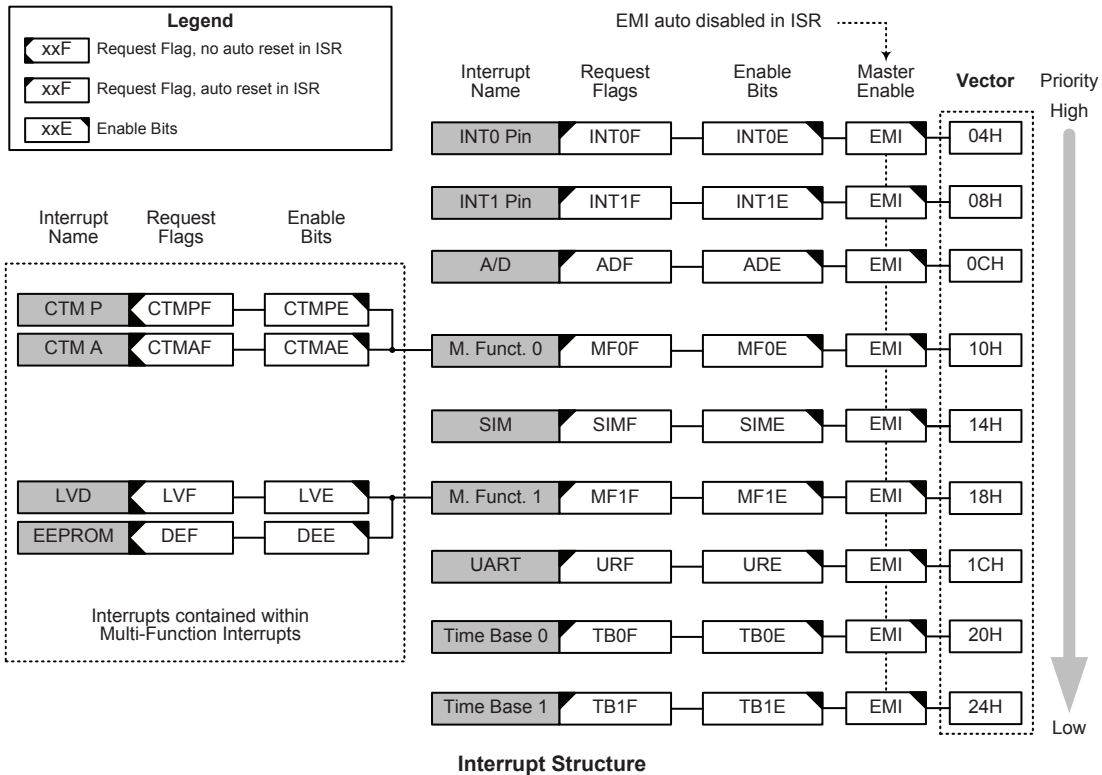 Legend
xxF Request Flag, no auto reset in ISR
xxF Request Flag, auto reset in ISR
xxE Enable Bits
EMI auto disabled in ISR
Interrupt Name Request Flags Enable Bits Master Enable Vector Priority
High
INT0 Pin INT0F INT0E EMI 04H
INT1 Pin INT1F INT1E EMI 08H
A/D ADF ADE EMI 0CH
M. Funct. 0 MF0F MF0E EMI 10H
SIM SIMF SIME EMI 14H
M. Funct. 1 MF1F MF1E EMI 18H
UART URF URE EMI 1CH
Time Base 0 TB0F TB0E EMI 20H
Time Base 1 TB1F TB1E EMI 24H
Low
Interrupt Name Request Flags Enable Bits
CTM P CTMPF CTMPE
CTM A CTMAF CTMAE
LVD LVF LVE
EEPROM DEF DEE
Interrupts contained within
Multi-Function Interrupts
Interrupt Structure